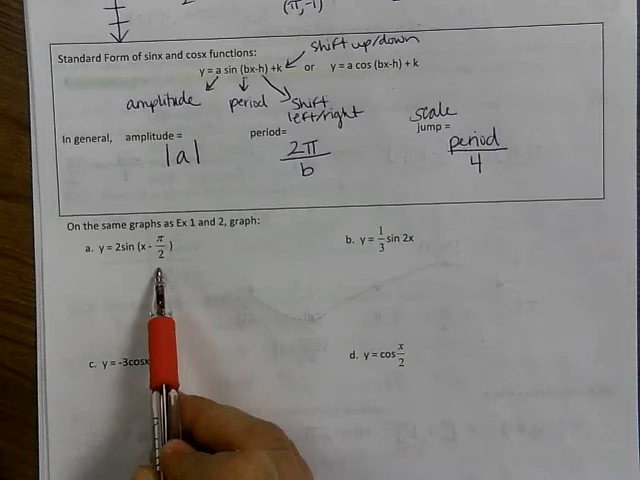 (π,-1)
Standard Form of sinx and cosx functions:
shift up/down
y = a sin (bx-h) +k or y = a cos (bx-h) + k
amplitude period shift left/right
In general, amplitude = |a|
period= 2π/b
scale
jump = period/4
On the same graphs as Ex 1 and 2, graph:
a. y = 2sin (x - π/2 )
b. y = 1/3 sin 2x
c. y = -3cosx
d. y = cos x/2